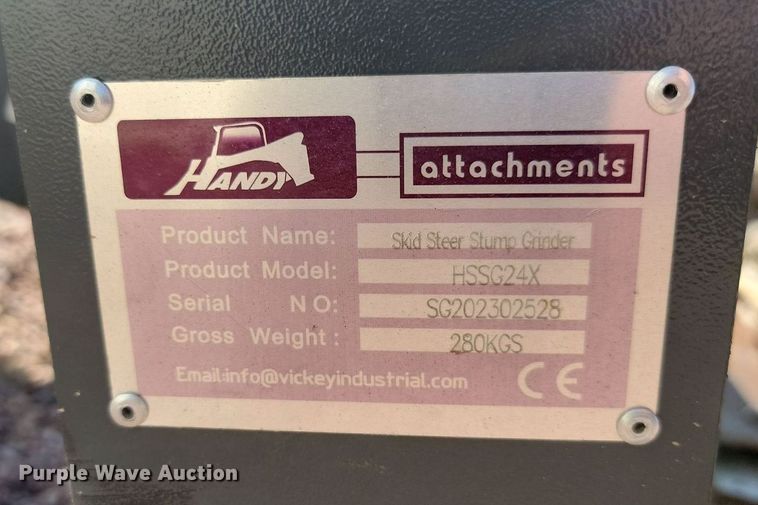 HANDY
attachments
Product Name: Skid Steer Stump Grinder
Product Model: HSSG24X
Serial NO: SG202302528
Gross Weight: 280KGS
Email:info@vickeyindustrial.com CE
Purple Wave Auction